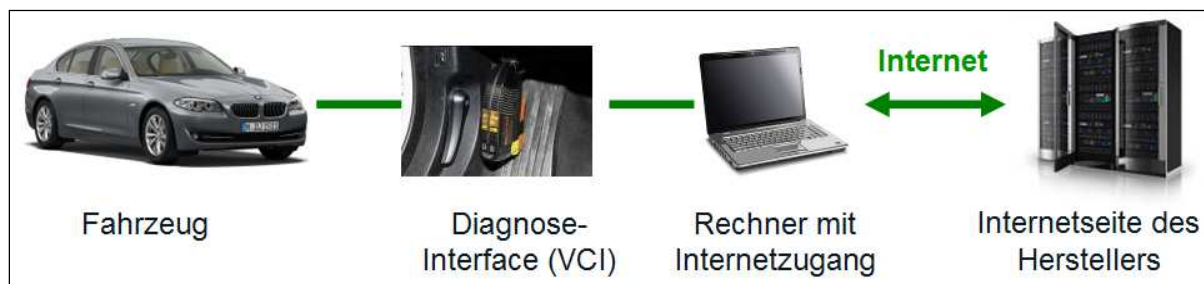 Internet
Fahrzeug
Diagnose-
Interface (VCI)
Rechner mit
Internetzugang
Internetseite des
Herstellers